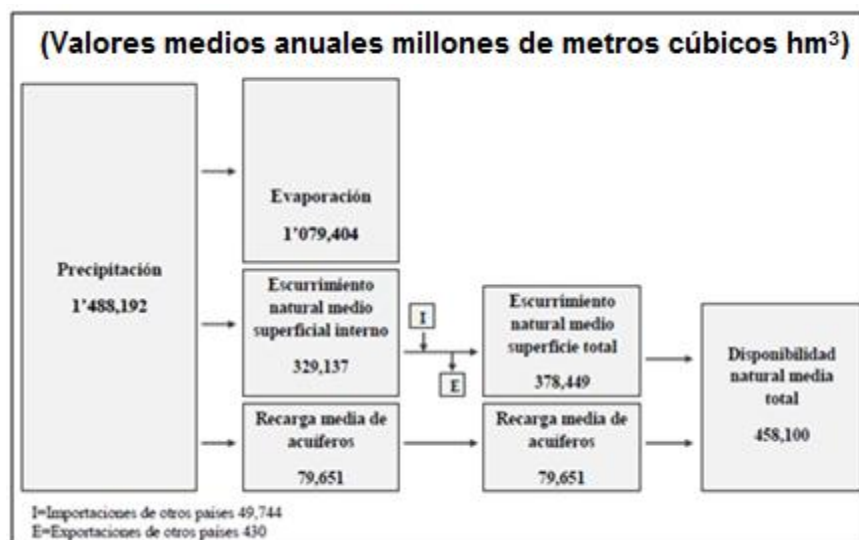 (Valores medios anuales millones de metros cúbicos hm³)
Precipitación
1'488,192
Evaporación
1'079,404
Escurrimiento
natural medio
superficial interno
329,137
Recarga media de
acuíferos
79,651
I
E
Escurrimiento
natural medio
superficie total
378,449
Recarga media de
acuíferos
79,651
Disponibilidad
natural media
total
458,100
I=Importaciones de otros países 49,744
E=Exportaciones de otros países 430